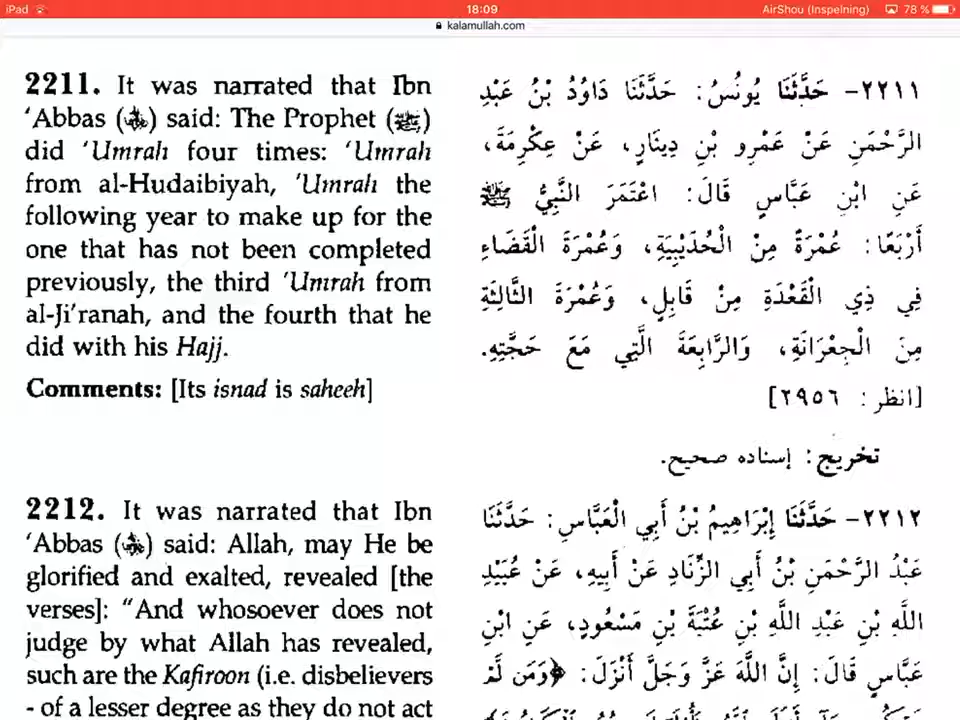 iPad 18:09 AirShou (Inspelning) 78 %
kalamullah.com
2211. It was narrated that Ibn
‘Abbas (رضي الله عنه) said: The Prophet (ﷺ)
did ‘Umrah four times: ‘Umrah
from al-Hudaibiyah, ‘Umrah the
following year to make up for the
one that has not been completed
previously, the third ‘Umrah from
al-Ji’ranah, and the fourth that he
did with his Hajj.
Comments: [Its isnad is saheeh]
2212. It was narrated that Ibn
‘Abbas () said: Allah, may He be
glorified and exalted, revealed [the
verses]: “And whosoever does not
judge by what Allah has revealed,
such are the Kafiroon (i.e. disbelievers
- of a lesser degree as they do not act
٢٢١١- حَدَّثَنَا يُونُسُ: حَدَّثَنَا دَاوُدُ بْنُ عَبْدِ
الرَّحْمَنِ عَنْ عَمْرِو بْنِ دِينَارٍ، عَنْ عِكْرِمَةَ،
عَنِ ابْنِ عَبَّاسٍ قَالَ: اعْتَمَرَ النَّبِيُّ ﷺ
أَرْبَعًا: عُمْرَةً مِنْ الْحُدَيْبِيَةِ، وَعُمْرَةَ الْقَضَاءِ
فِي ذِي الْقَعْدَةِ مِنْ قَابِلٍ، وَعُمْرَةَ الثَّالِثَةِ
مِنَ الْجِعْرَانَةِ، وَالرَّابِعَةَ الَّتِي مَعَ حَجَّتِهِ.
[انظر: ٢٩٥٦]
تخريج: إسناده صحيح.
٢٢١٢- حَدَّثَنَا إِبْرَاهِيمُ بْنُ أَبِي الْعَبَّاسِ: حَدَّثَنَا
عَبْدُ الرَّحْمَنِ بْنُ أَبِي الزِّنَادِ عَنْ أَبِيهِ، عَنْ عُبَيْدِ
اللَّهِ بْنِ عَبْدِ اللَّهِ بْنِ عُتْبَةَ بْنِ مَسْعُودٍ، عَنِ ابْنِ
عَبَّاسٍ قَالَ: إِنَّ اللَّهَ عَزَّ وَجَلَّ أَنْزَلَ: ﴿وَمَن لَّمْ